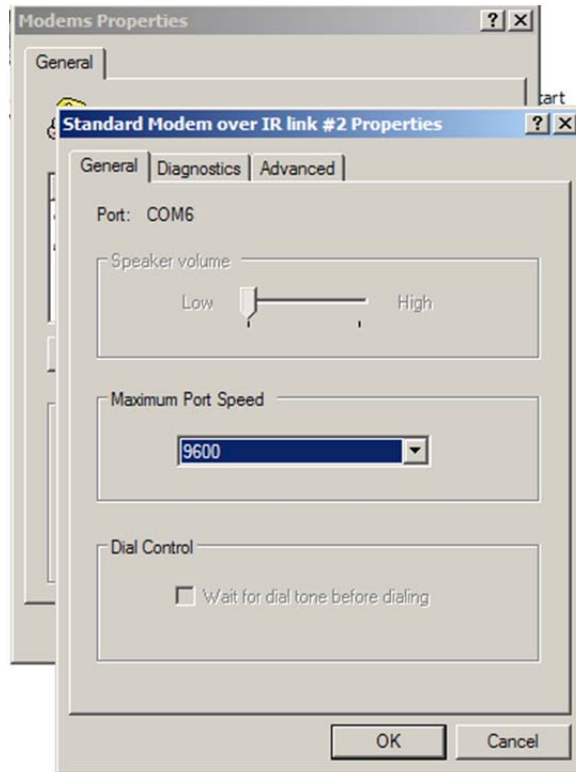 Modems Properties
General
Standard Modem over IR link #2 Properties
General Diagnostics Advanced
Port: COM6
Speaker volume
Low High
Maximum Port Speed
9600
Dial Control
Wait for dial tone before dialing
OK Cancel